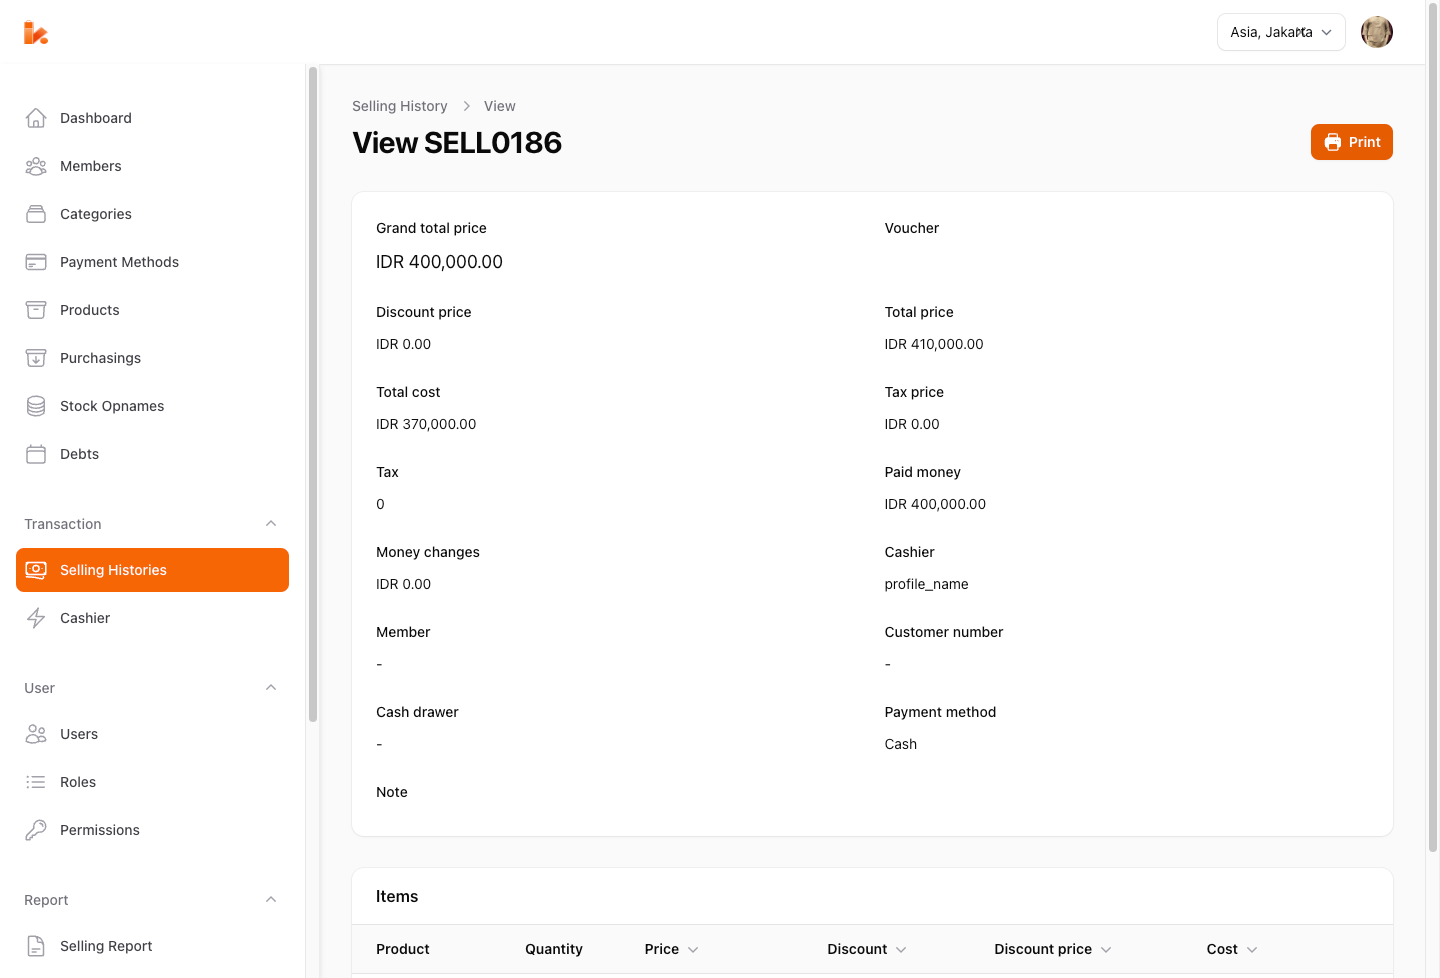 Asia, Jakarta
Dashboard
Members
Categories
Payment Methods
Products
Purchasings
Stock Opnames
Debts
Transaction
Selling Histories
Cashier
User
Users
Roles
Permissions
Report
Selling Report
Selling History > View
View SELL0186
Print
Grand total price
IDR 400,000.00
Voucher
Discount price
IDR 0.00
Total price
IDR 410,000.00
Total cost
IDR 370,000.00
Tax price
IDR 0.00
Tax
0
Paid money
IDR 400,000.00
Money changes
IDR 0.00
Cashier
profile_name
Member
-
Customer number
-
Cash drawer
-
Payment method
Cash
Note
Items
Product Quantity Price Discount Discount price Cost